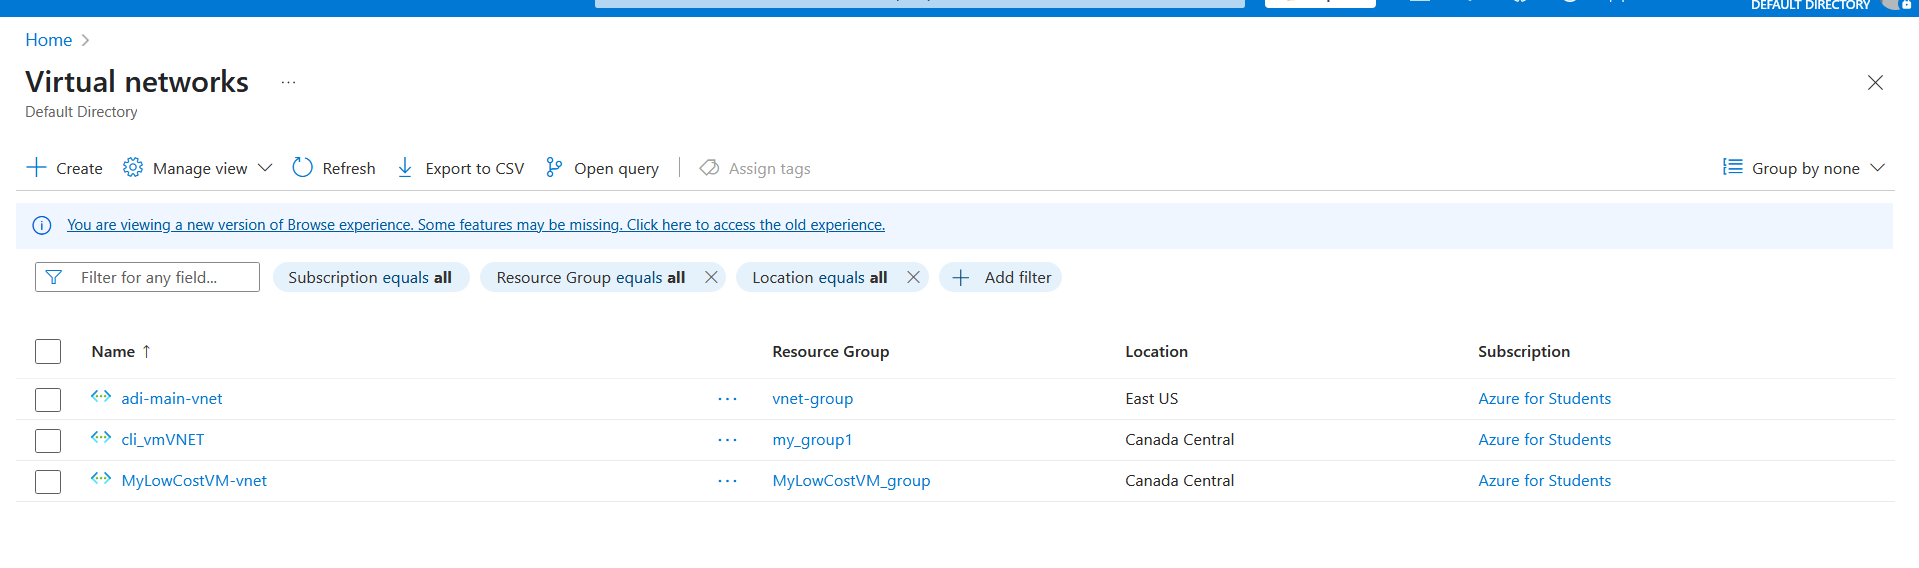 DEFAULT DIRECTORY
Home
Virtual networks ...
Default Directory
Create Manage view Refresh Export to CSV Open query Assign tags Group by none
You are viewing a new version of Browse experience. Some features may be missing. Click here to access the old experience.
Filter for any field... Subscription equals all Resource Group equals all Location equals all Add filter
Name ↑ Resource Group Location Subscription
adi-main-vnet ... vnet-group East US Azure for Students
cli_vmVNET ... my_group1 Canada Central Azure for Students
MyLowCostVM-vnet ... MyLowCostVM_group Canada Central Azure for Students